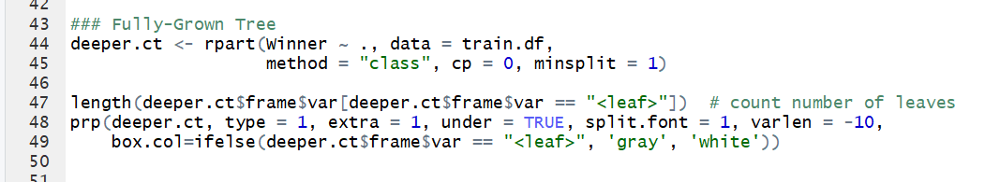 42
43 ### Fully-Grown Tree
44 deeper.ct <- rpart(Winner ~ ., data = train.df,
45                    method = "class", cp = 0, minsplit = 1)
46
47 length(deeper.ct$frame$var[deeper.ct$frame$var == "<leaf>"])  # count number of leaves
48 prp(deeper.ct, type = 1, extra = 1, under = TRUE, split.font = 1, varlen = -10,
49     box.col=ifelse(deeper.ct$frame$var == "<leaf>", 'gray', 'white'))
50
51